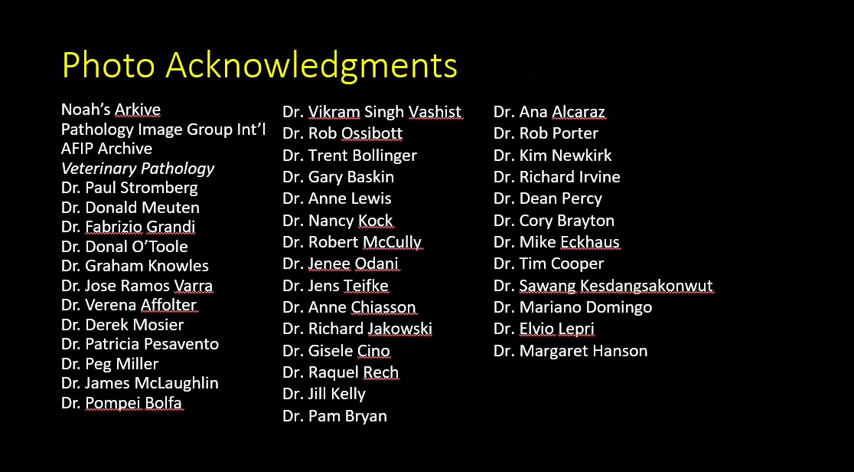 Photo Acknowledgments
Noah's Arkive
Pathology Image Group Int'l
AFIP Archive
Veterinary Pathology
Dr. Paul Stromberg
Dr. Donald Meuten
Dr. Fabrizio Grandi
Dr. Donal O'Toole
Dr. Graham Knowles
Dr. Jose Ramos Varra
Dr. Verena Affolter
Dr. Derek Mosier
Dr. Patricia Pesavento
Dr. Peg Miller
Dr. James McLaughlin
Dr. Pompei Bolfa
Dr. Vikram Singh Vashist
Dr. Rob Ossibott
Dr. Trent Bollinger
Dr. Gary Baskin
Dr. Anne Lewis
Dr. Nancy Kock
Dr. Robert McCully
Dr. Jenee Odani
Dr. Jens Teifke
Dr. Anne Chiasson
Dr. Richard Jakowski
Dr. Gisele Cino
Dr. Raquel Rech
Dr. Jill Kelly
Dr. Pam Bryan
Dr. Ana Alcaraz
Dr. Rob Porter
Dr. Kim Newkirk
Dr. Richard Irvine
Dr. Dean Percy
Dr. Cory Brayton
Dr. Mike Eckhaus
Dr. Tim Cooper
Dr. Sawang Kesdangsakonwut
Dr. Mariano Domingo
Dr. Elvio Lepri
Dr. Margaret Hanson